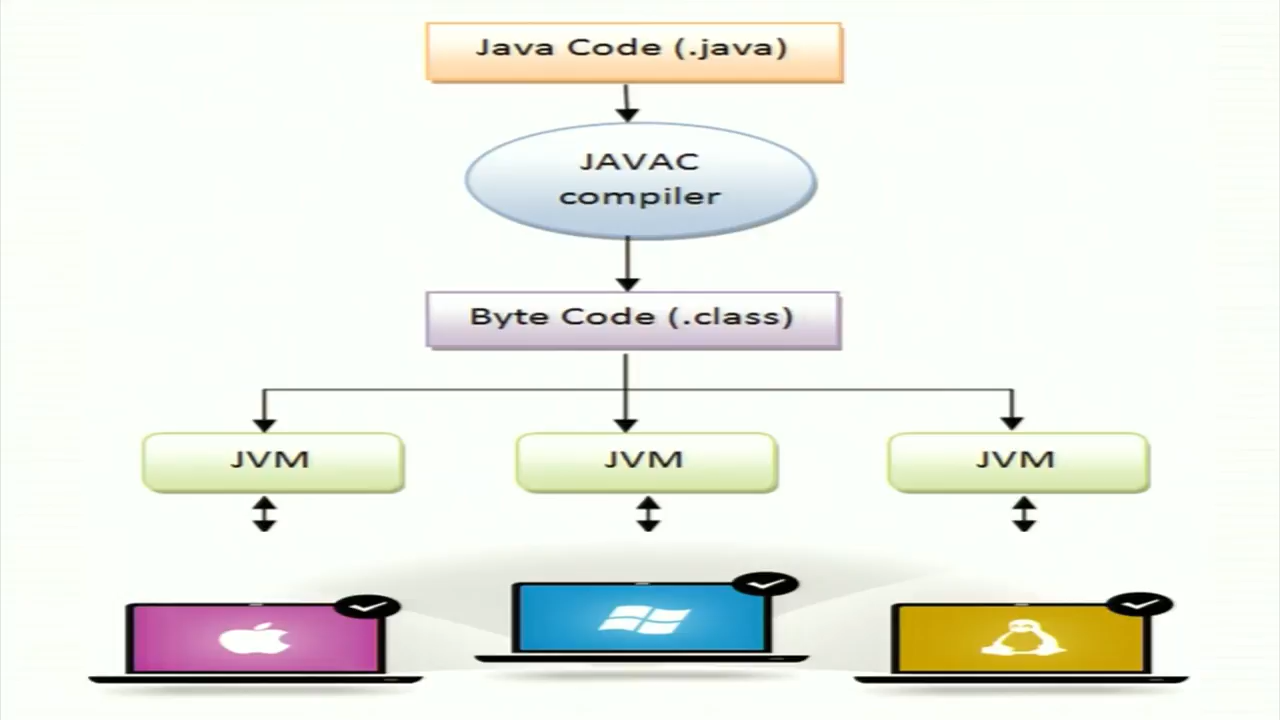 Java Code (.java)
JAVAC
compiler
Byte Code (.class)
JVM
JVM
JVM